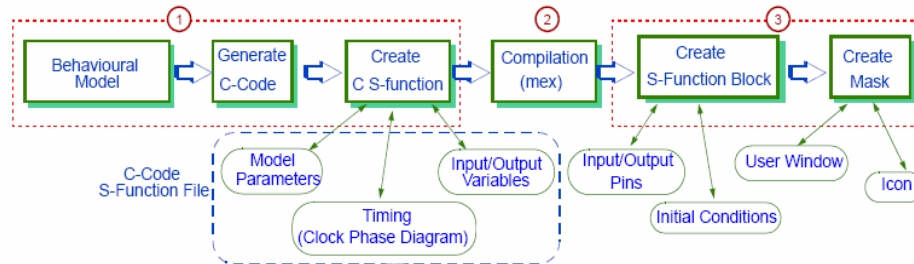 1
2
3
Behavioural
Model
Generate
C-Code
Create
C S-function
Compilation
(mex)
Create
S-Function Block
Create
Mask
C-Code
S-Function File
Model
Parameters
Timing
(Clock Phase Diagram)
Input/Output
Variables
Input/Output
Pins
Initial Conditions
User Window
Icon